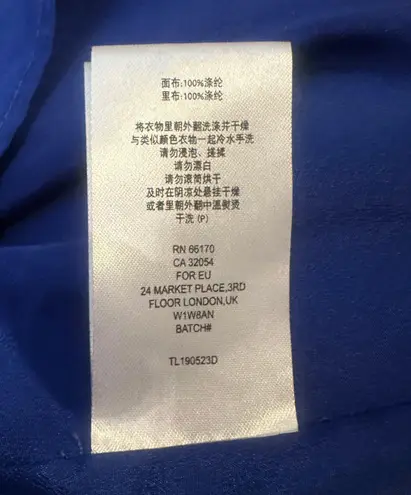 面布:100%涤纶
里布:100%涤纶
将衣物里朝外翻洗涤并干燥
与类似颜色衣物一起冷水手洗
请勿浸泡、搓揉
请勿漂白
请勿滚筒烘干
及时在阴凉处悬挂干燥
或者里朝外翻中温熨烫
干洗 (P)
RN 66170
CA 32054
FOR EU
24 MARKET PLACE,3RD
FLOOR LONDON,UK
W1W8AN
BATCH#
TL190523D